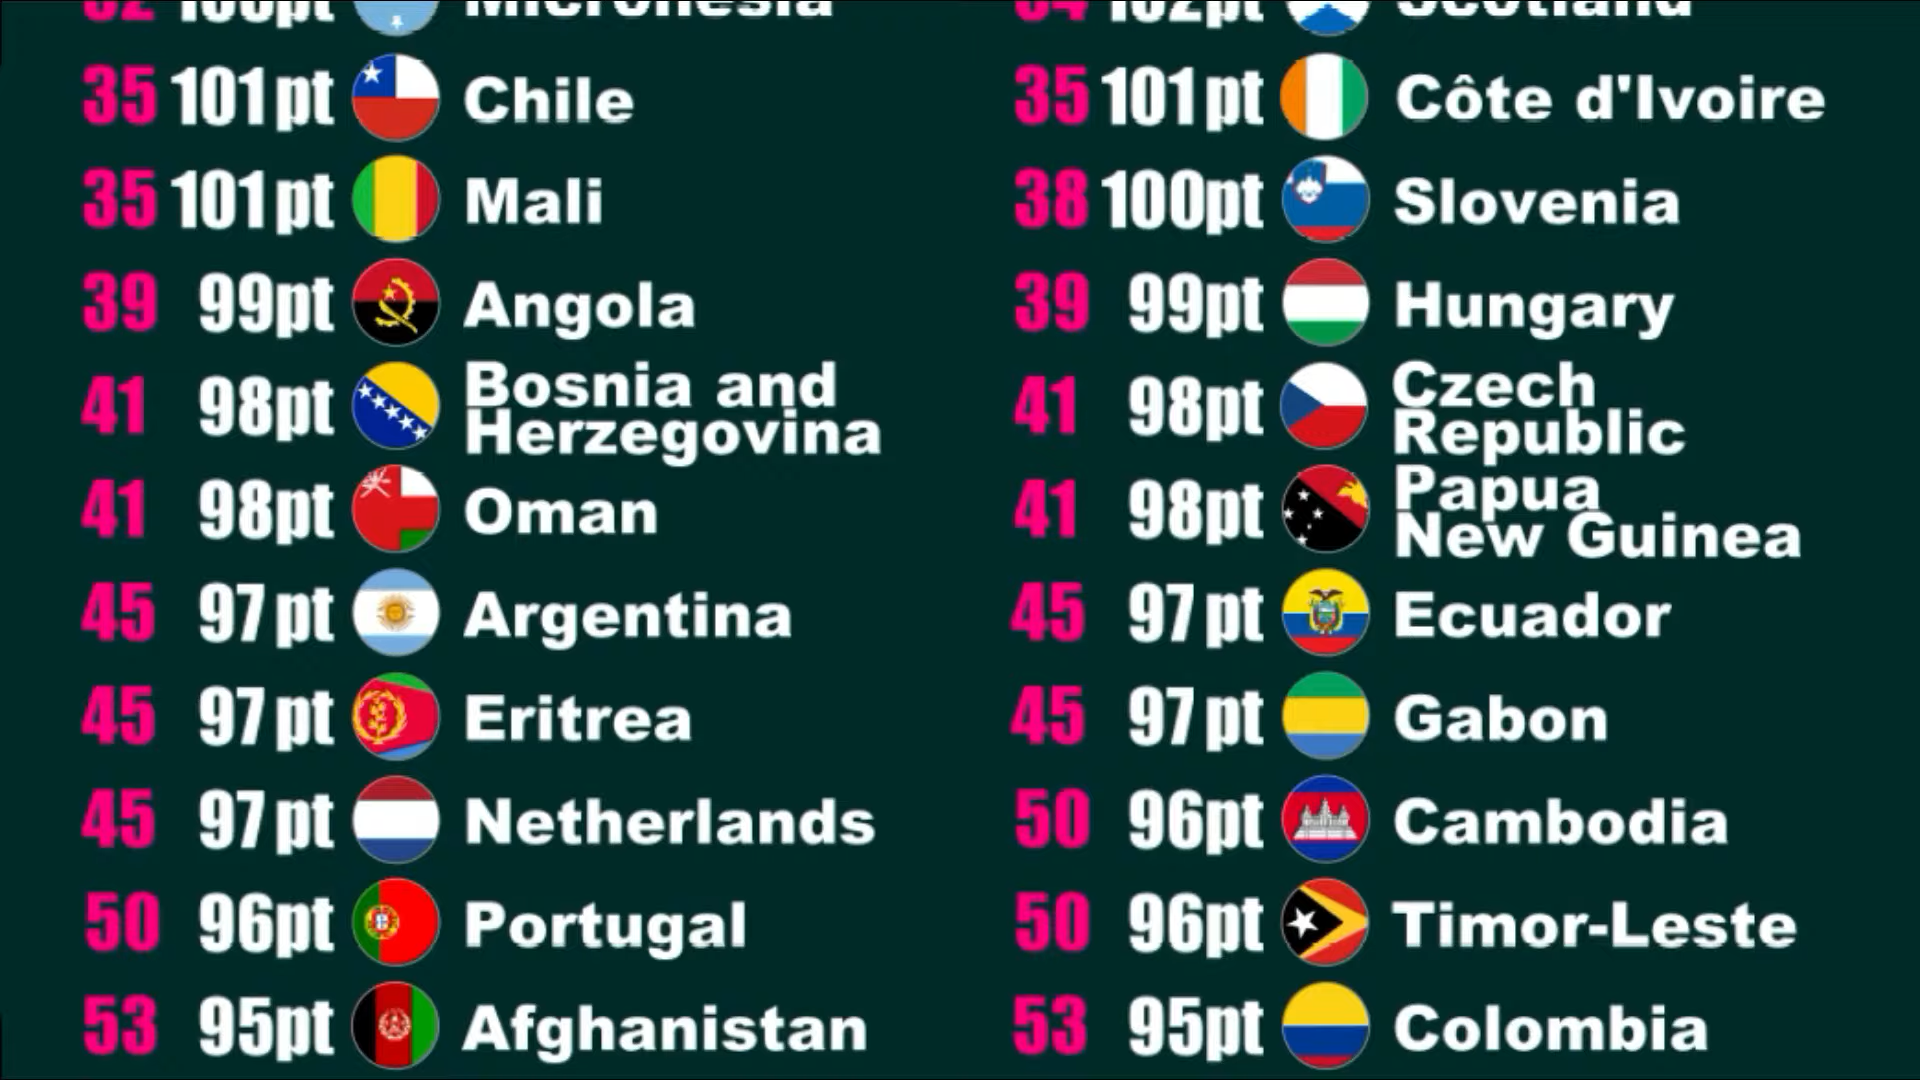 Micronesia
102pt Scotland
35 101pt Chile
35 101pt Côte d'Ivoire
35 101pt Mali
38 100pt Slovenia
39 99pt Angola
39 99pt Hungary
41 98pt Bosnia and
Herzegovina
41 98pt Czech
Republic
41 98pt Oman
41 98pt Papua
New Guinea
45 97pt Argentina
45 97pt Ecuador
45 97pt Eritrea
45 97pt Gabon
45 97pt Netherlands
50 96pt Cambodia
50 96pt Portugal
50 96pt Timor-Leste
53 95pt Afghanistan
53 95pt Colombia